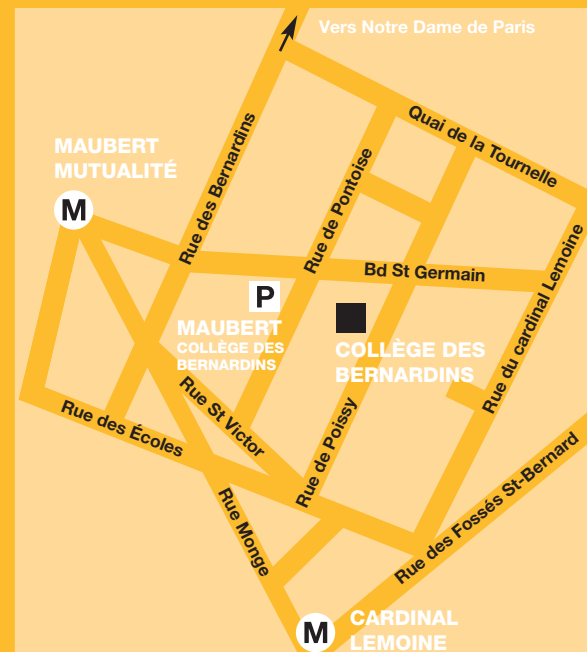 Vers Notre Dame de Paris
Quai de la Tournelle
Rue des Bernardins
MAUBERT
MUTUALITÉ
M
Rue de Pontoise
Bd St Germain
Rue du cardinal Lemoine
P
MAUBERT
COLLÈGE DES
BERNARDINS
COLLÈGE DES
BERNARDINS
Rue St Victor
Rue des Écoles
Rue de Poissy
Rue Monge
Rue des Fossés St-Bernard
M
CARDINAL
LEMOINE